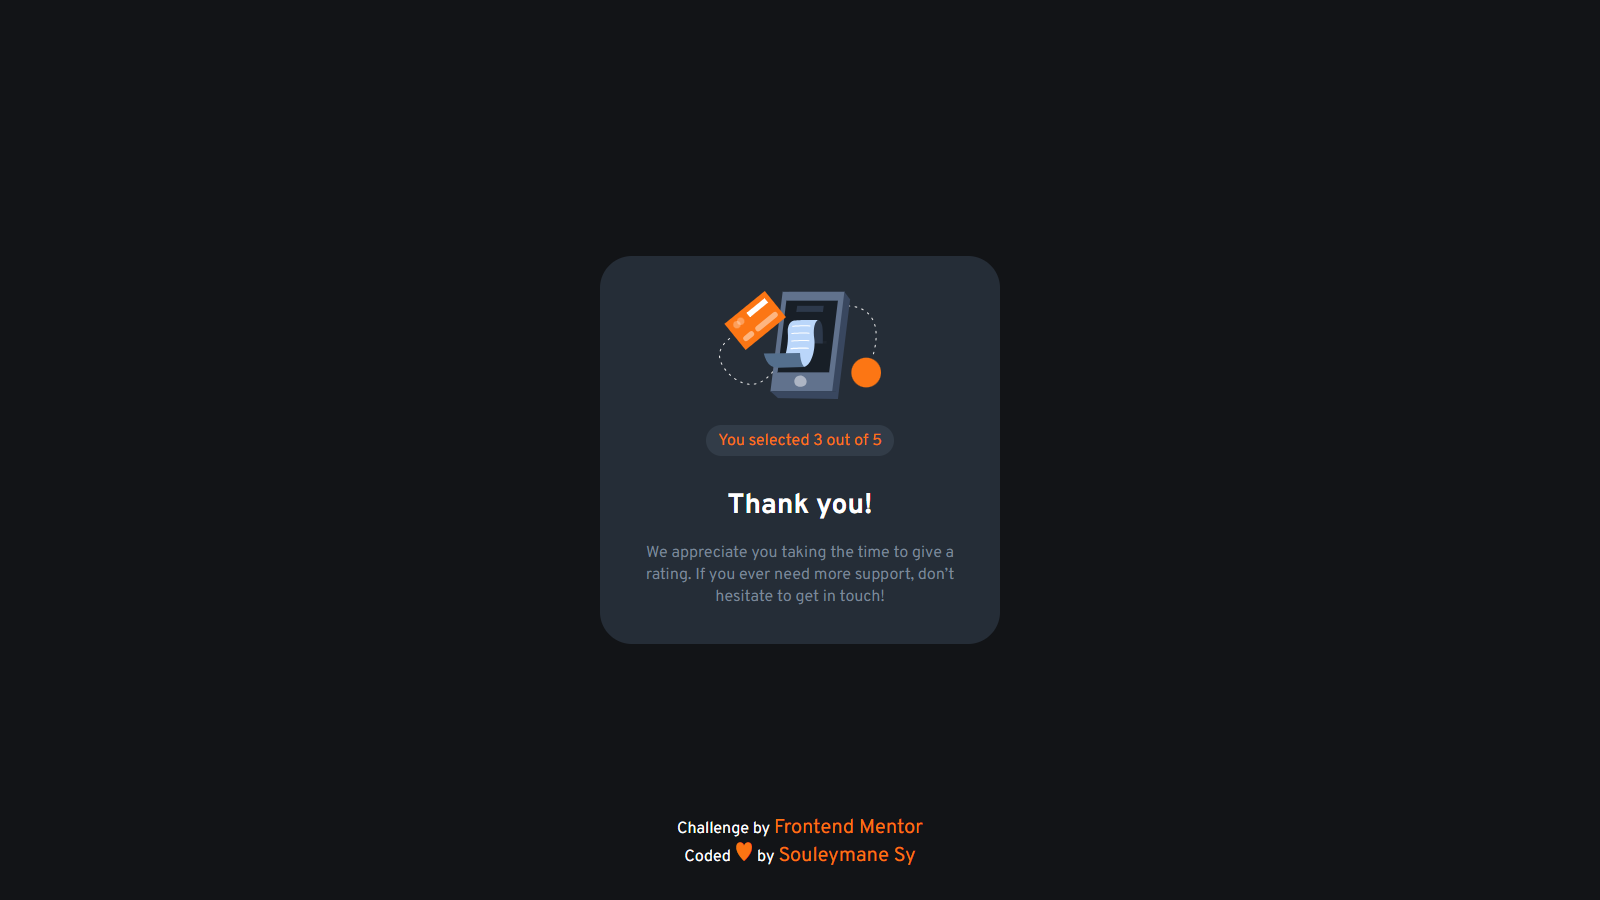 You selected 3 out of 5
Thank you!
We appreciate you taking the time to give a
rating. If you ever need more support, don’t
hesitate to get in touch!
Challenge by Frontend Mentor
Coded 🧡 by Souleymane Sy